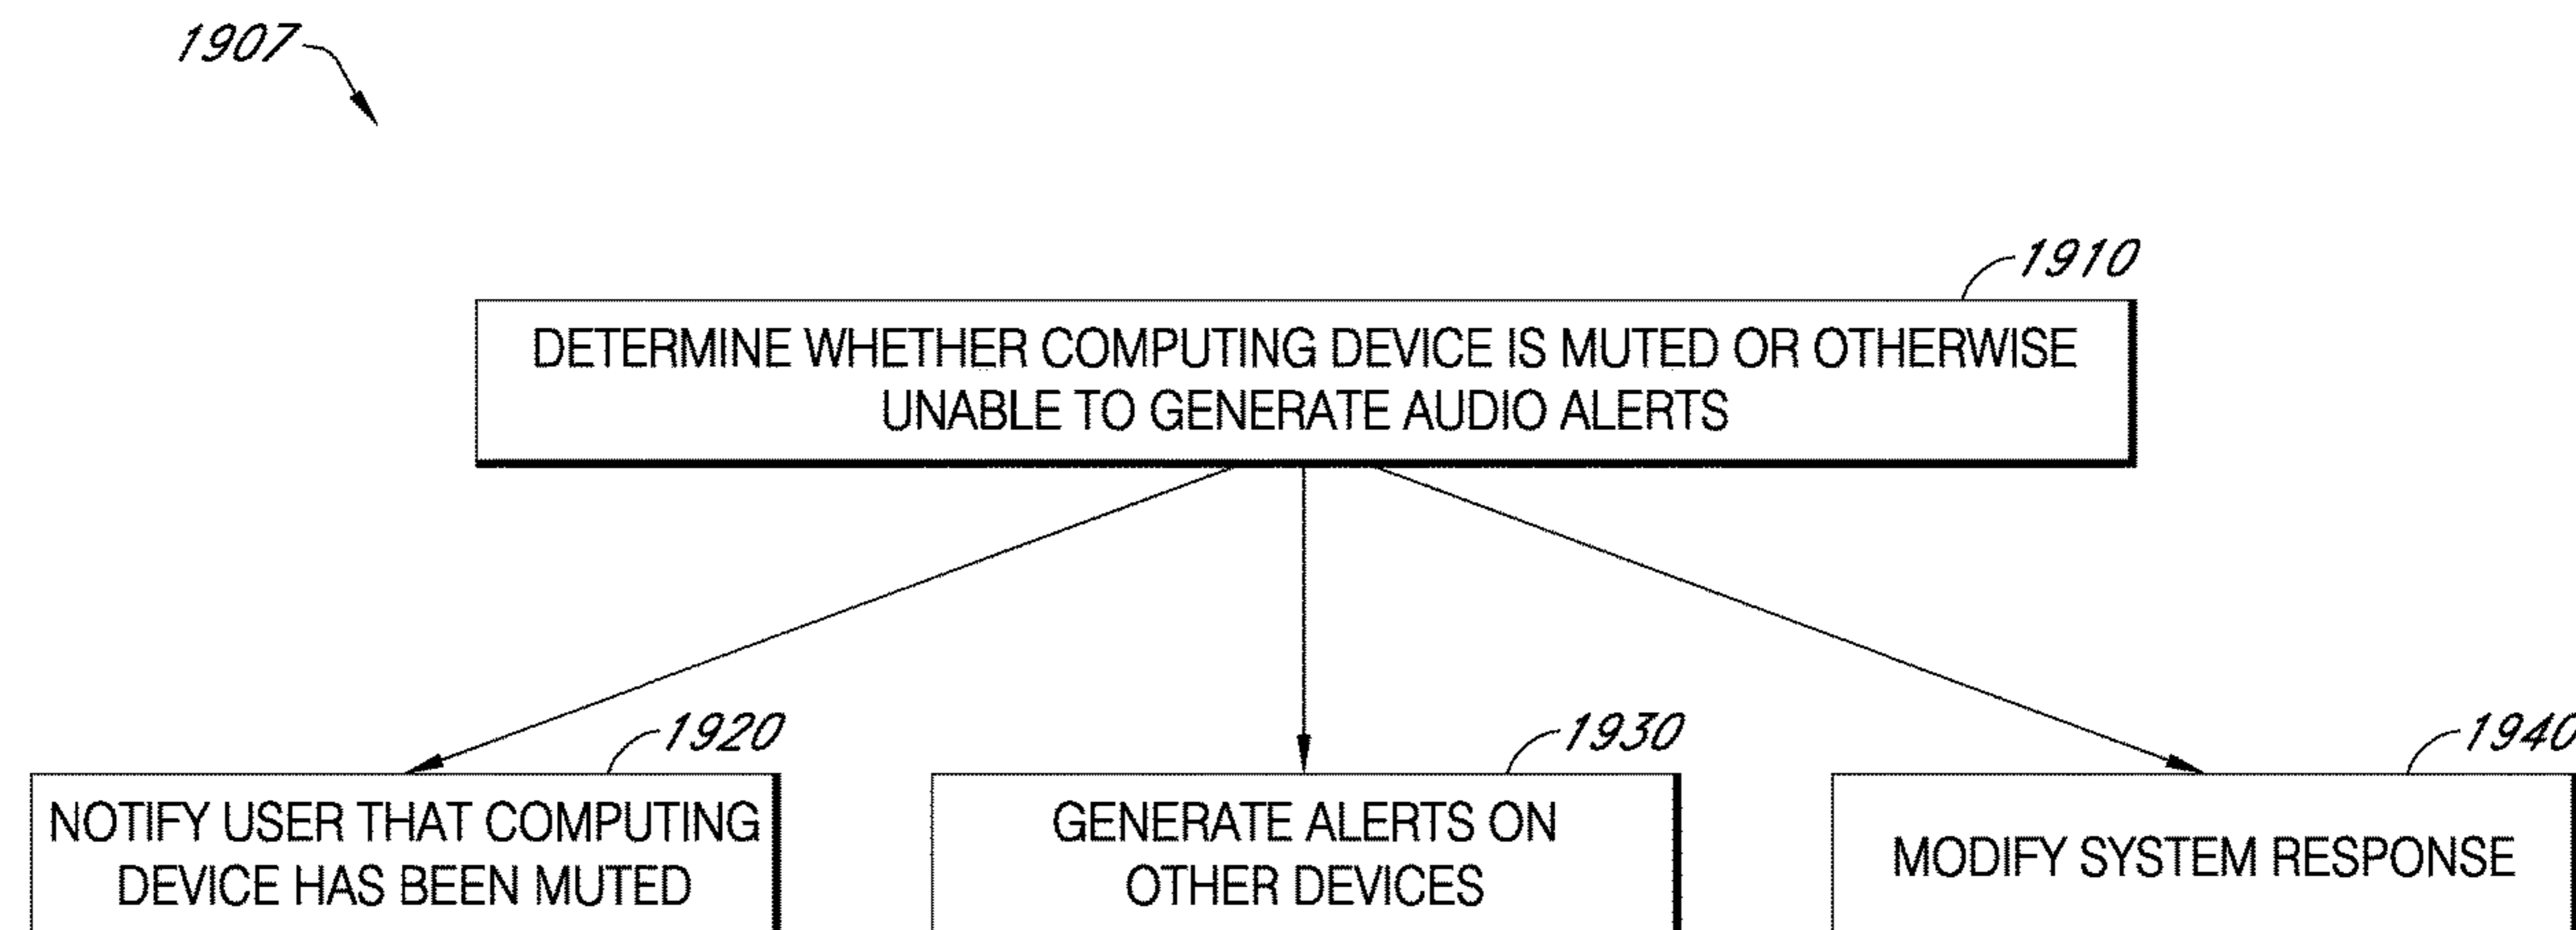 1907
1910
DETERMINE WHETHER COMPUTING DEVICE IS MUTED OR OTHERWISE
UNABLE TO GENERATE AUDIO ALERTS
1920
1930
1940
NOTIFY USER THAT COMPUTING
DEVICE HAS BEEN MUTED
GENERATE ALERTS ON
OTHER DEVICES
MODIFY SYSTEM RESPONSE